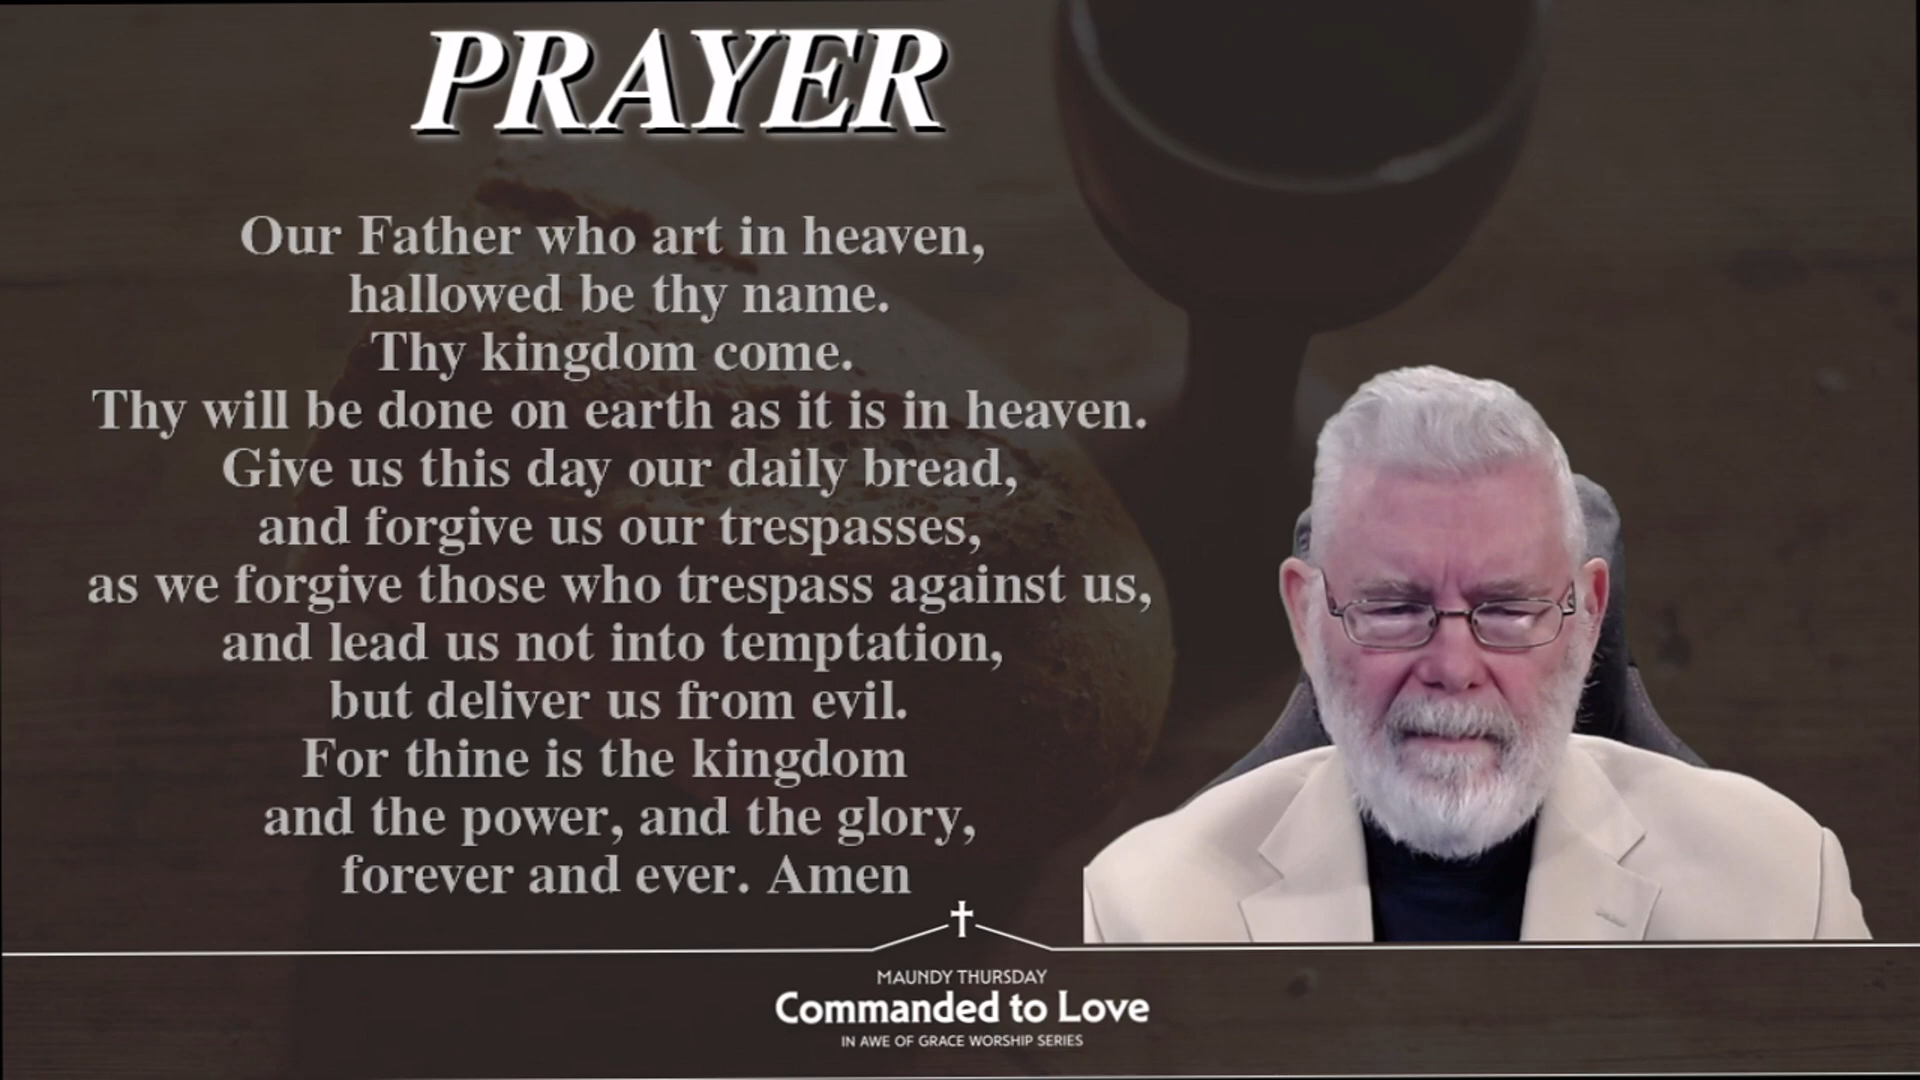 PRAYER
Our Father who art in heaven,
hallowed be thy name.
Thy kingdom come.
Thy will be done on earth as it is in heaven.
Give us this day our daily bread,
and forgive us our trespasses,
as we forgive those who trespass against us,
and lead us not into temptation,
but deliver us from evil.
For thine is the kingdom
and the power, and the glory,
forever and ever. Amen
MAUNDY THURSDAY
Commanded to Love
IN AWE OF GRACE WORSHIP SERIES